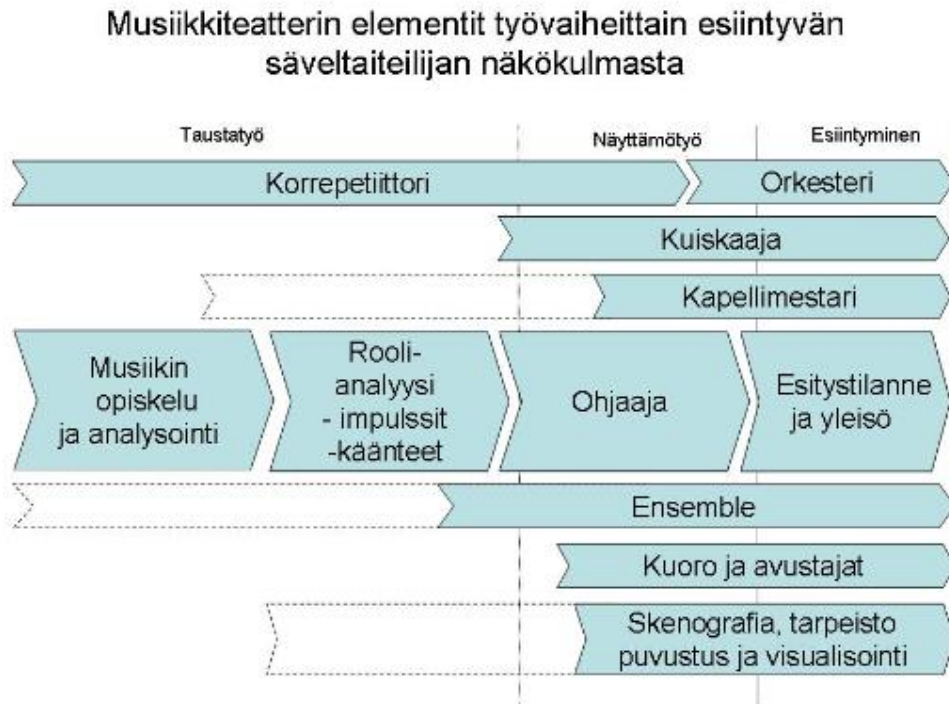 Musiikkiteatterin elementit työvaiheittain esiintyvän
säveltaiteilijan näkökulmasta
Taustatyö
Näyttämötyö
Esiintyminen
Korrepetiittori
Orkesteri
Kuiskaaja
Kapellimestari
Musiikin
opiskelu
ja analysointi
Rooli-
analyysi
- impulssit
-käänteet
Ohjaaja
Esitystilanne
ja yleisö
Ensemble
Kuoro ja avustajat
Skenografia, tarpeisto
puvustus ja visualisointi